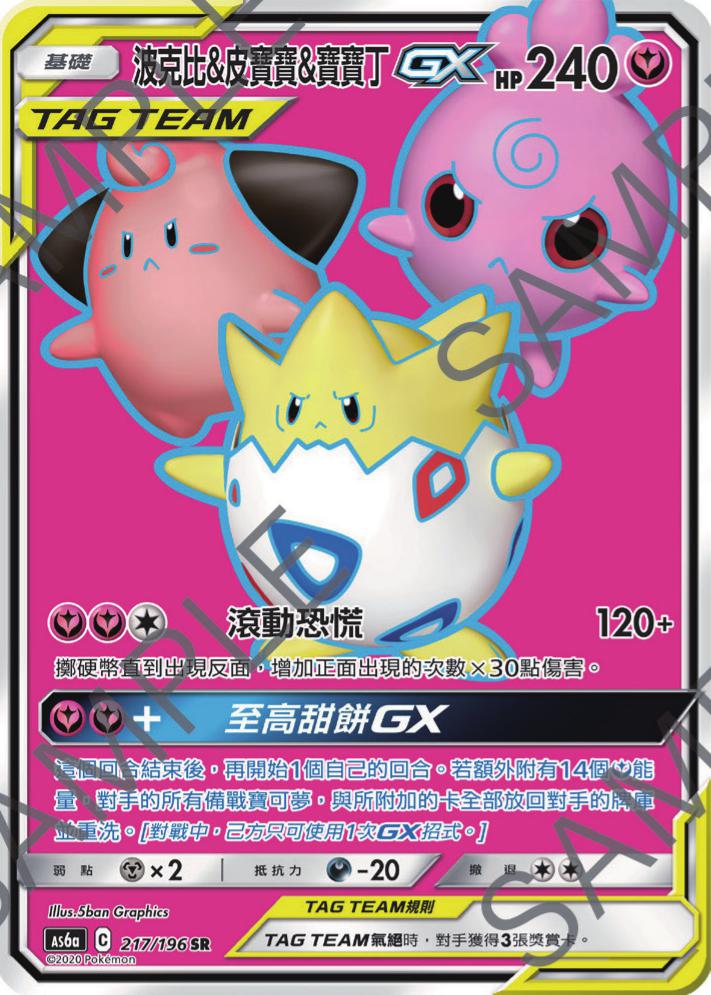 基礎 波克比&皮寶寶&寶寶丁GX HP 240
TAG TEAM
滾動恐慌 120+
擲硬幣直到出現反面,增加正面出現的次數×30點傷害。
+ 至高甜餅GX
這個回合結束後,再開始1個自己的回合。若額外附有14個能
量,對手的所有備戰寶可夢,與所附加的卡全部放回對手的牌庫
並重洗。[對戰中,己方只可使用1次GX招式。]
弱點 ×2 抵抗力 -20 撤退
Illus.5ban Graphics
TAG TEAM規則
AS6a C 217/196 SR
TAG TEAM氣絕時,對手獲得3張獎賞卡。
©2020 Pokémon
SAMPLE
SAMPLE
SAMPLE
SAMPLE